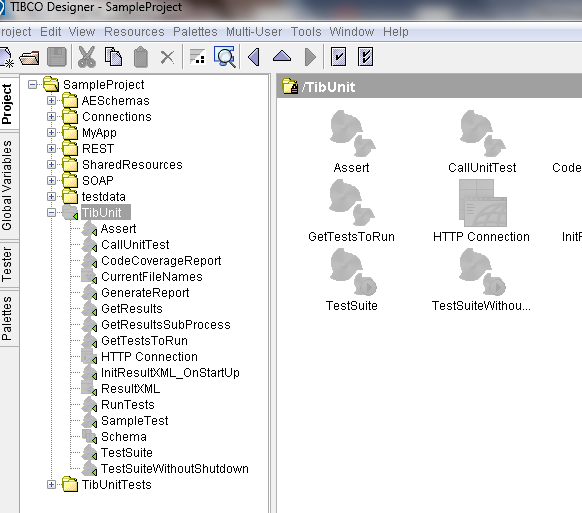 TIBCO Designer - SampleProject
roject Edit View Resources Palettes Multi-User Tools Window Help
Project
Global Variables
Tester
Palettes
SampleProject
AESchemas
Connections
MyApp
REST
SharedResources
SOAP
testdata
TibUnit
Assert
CallUnitTest
CodeCoverageReport
CurrentFileNames
GenerateReport
GetResults
GetResultsSubProcess
GetTestsToRun
HTTP Connection
InitResultXML_OnStartUp
ResultXML
RunTests
SampleTest
Schema
TestSuite
TestSuiteWithoutShutdown
TibUnitTests
/TibUnit
Assert CallUnitTest Code
GetTestsToRun HTTP Connection InitR
TestSuite TestSuiteWithou...